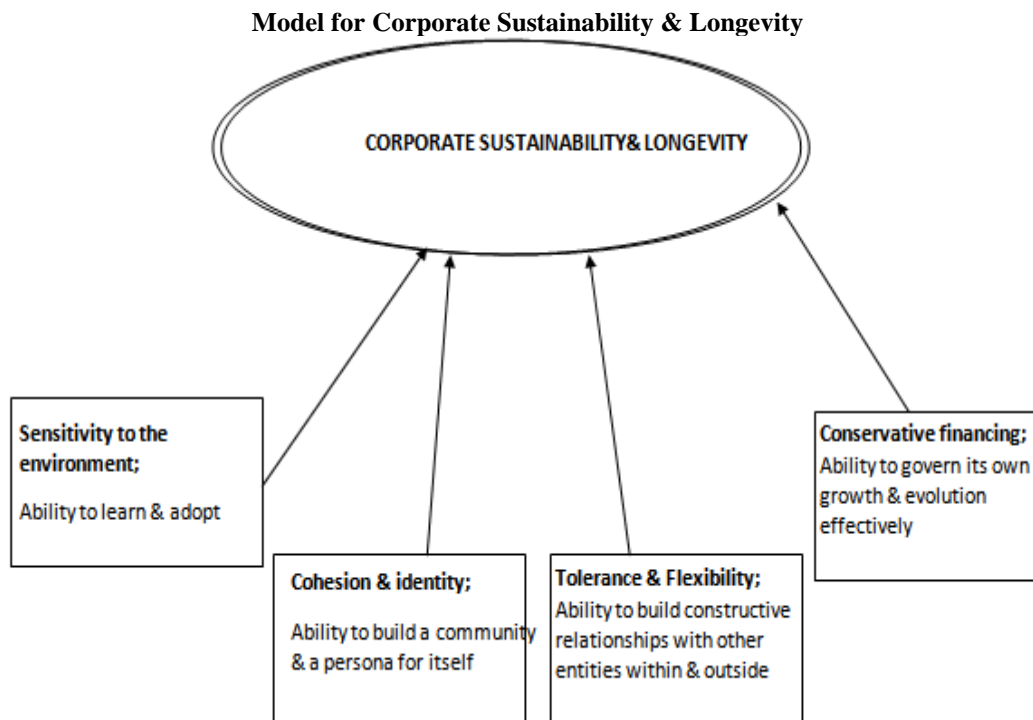 Model for Corporate Sustainability & Longevity
CORPORATE SUSTAINABILITY& LONGEVITY
Sensitivity to the
environment;
Ability to learn & adopt
Cohesion & identity;
Ability to build a community
& a persona for itself
Tolerance & Flexibility;
Ability to build constructive
relationships with other
entities within & outside
Conservative financing;
Ability to govern its own
growth & evolution
effectively